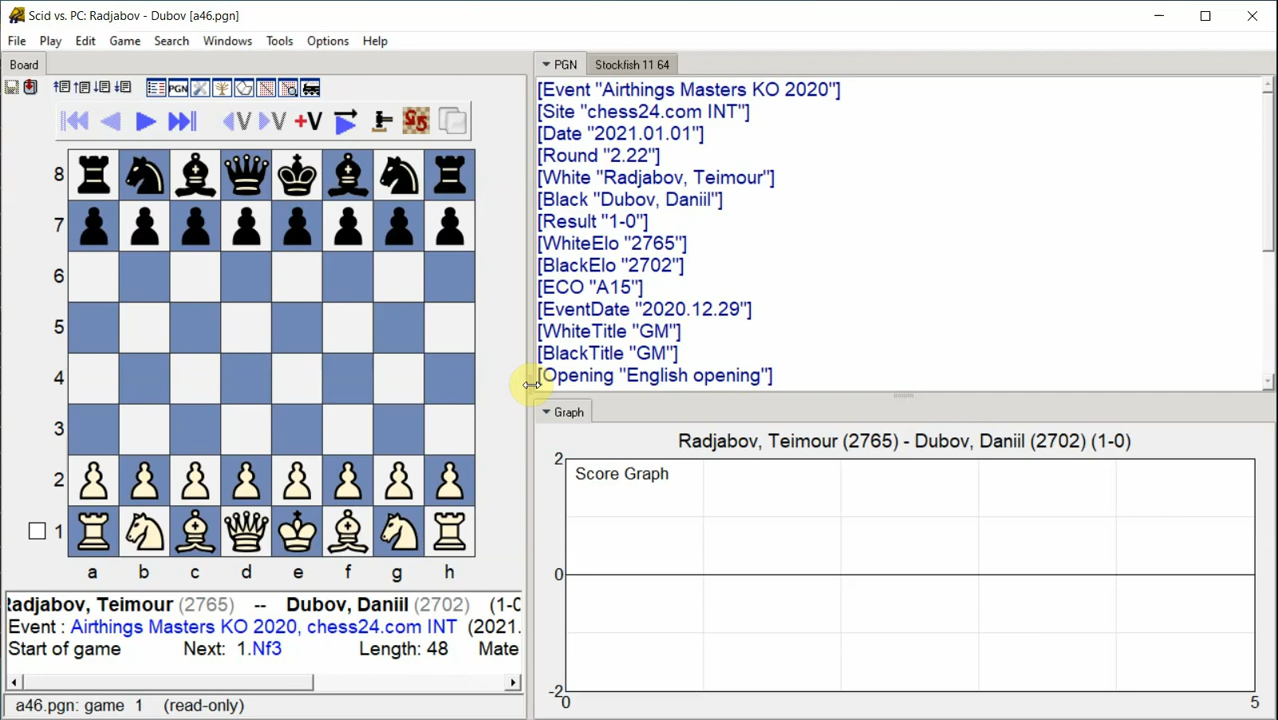 Scid vs. PC: Radjabov - Dubov [a46.pgn]
File Play Edit Game Search Windows Tools Options Help
Board
PGN Stockfish 11 64
PGN
V V +V
[Event "Airthings Masters KO 2020"]
[Site "chess24.com INT"]
[Date "2021.01.01"]
[Round "2.22"]
[White "Radjabov, Teimour"]
[Black "Dubov, Daniil"]
[Result "1-0"]
[WhiteElo "2765"]
[BlackElo "2702"]
[ECO "A15"]
[EventDate "2020.12.29"]
[WhiteTitle "GM"]
[BlackTitle "GM"]
[Opening "English opening"]
8
7
6
5
4
3
2
1
a b c d e f g h
Radjabov, Teimour (2765) -- Dubov, Daniil (2702) (1-0
Event : Airthings Masters KO 2020, chess24.com INT (2021.
Start of game Next: 1.Nf3 Length: 48 Mate
a46.pgn: game 1 (read-only)
Graph
Radjabov, Teimour (2765) - Dubov, Daniil (2702) (1-0)
Score Graph
2
0
-2
0 5